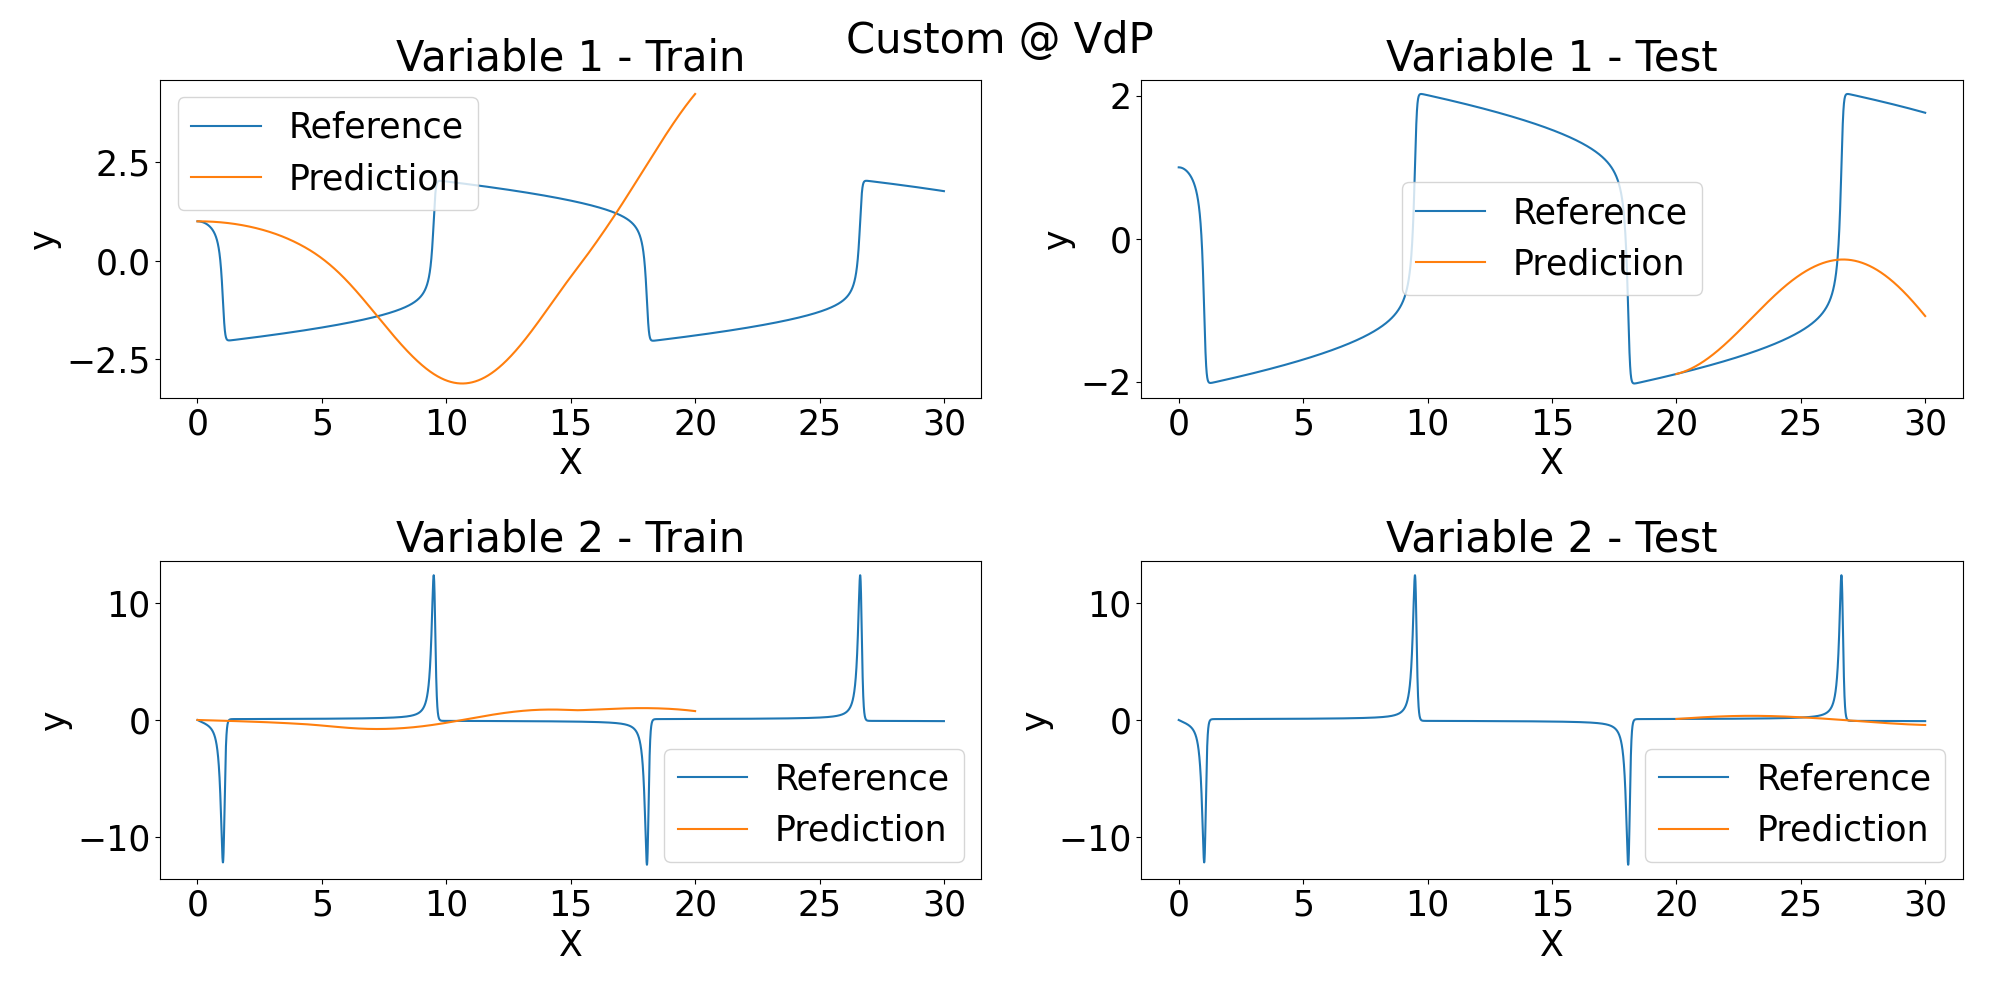 Custom @ VdP
Variable 1 - Train
Reference
Prediction
2.5
0.0
−2.5
y
0 5 10 15 20 25 30
X
Variable 1 - Test
Reference
Prediction
2
0
−2
y
0 5 10 15 20 25 30
X
Variable 2 - Train
10
0
−10
y
Reference
Prediction
0 5 10 15 20 25 30
X
Variable 2 - Test
10
0
−10
y
Reference
Prediction
0 5 10 15 20 25 30
X